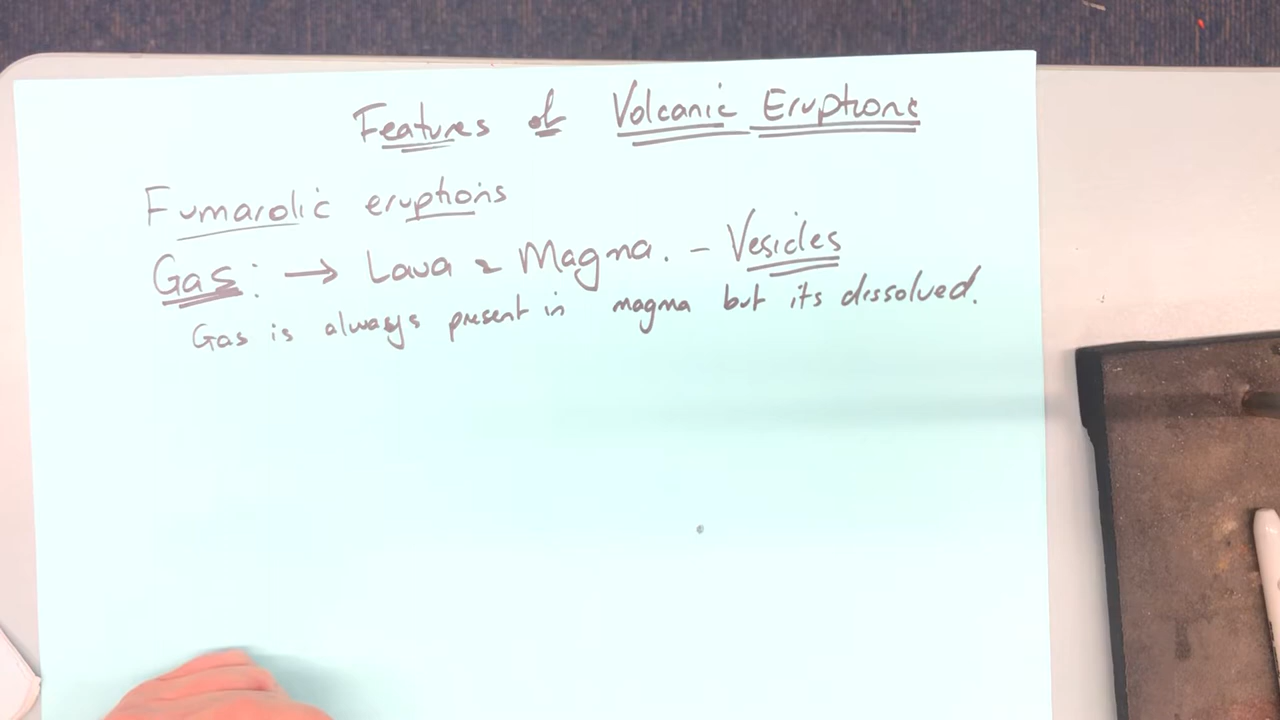 Features of Volcanic Eruptions
Fumarolic eruptions
Gas: → Lava & Magma. - Vesicles
Gas is always present in magma but its dissolved.